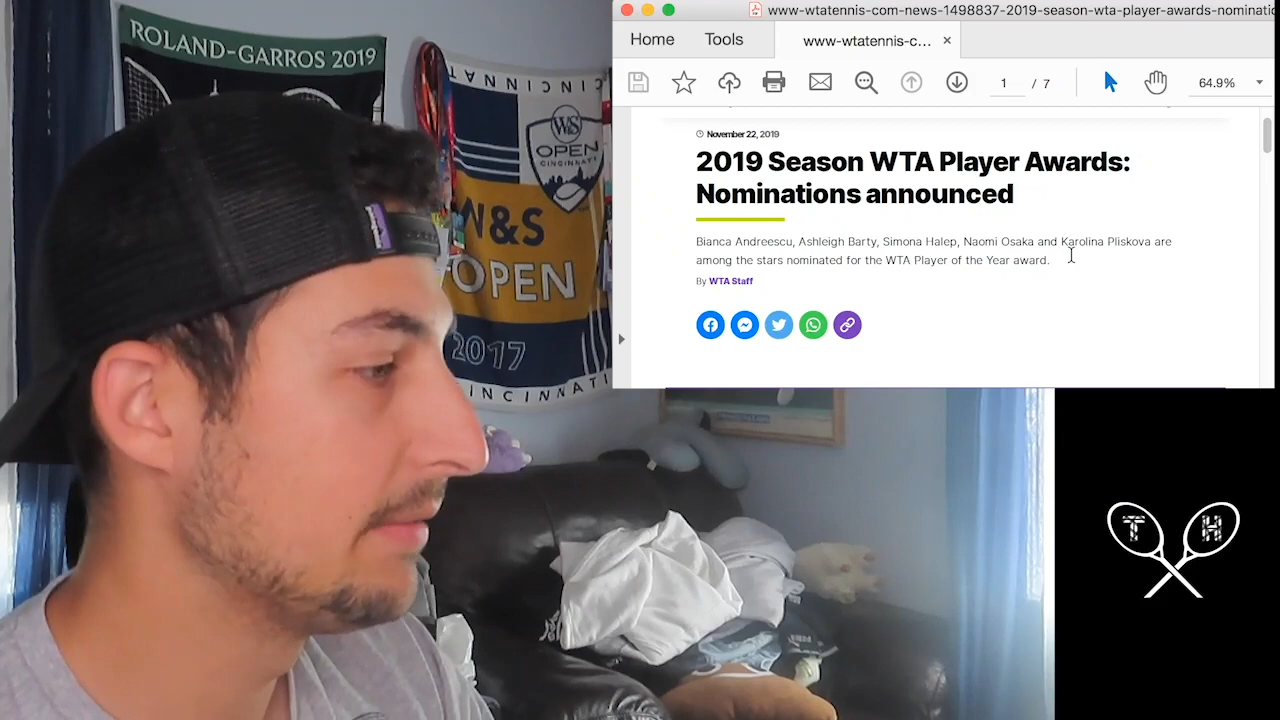 ROLAND-GARROS 2019
CINCINNATI
W&S
OPEN
CINCINNATI
W&S
OPEN
2017
CINCINNATI
www-wtatennis-com-news-1498837-2019-season-wta-player-awards-nominatio
Home
Tools
www-wtatennis-c...
1 / 7
64.9%
November 22, 2019
2019 Season WTA Player Awards:
Nominations announced
Bianca Andreescu, Ashleigh Barty, Simona Halep, Naomi Osaka and Karolina Pliskova are
among the stars nominated for the WTA Player of the Year award.
By WTA Staff
T H